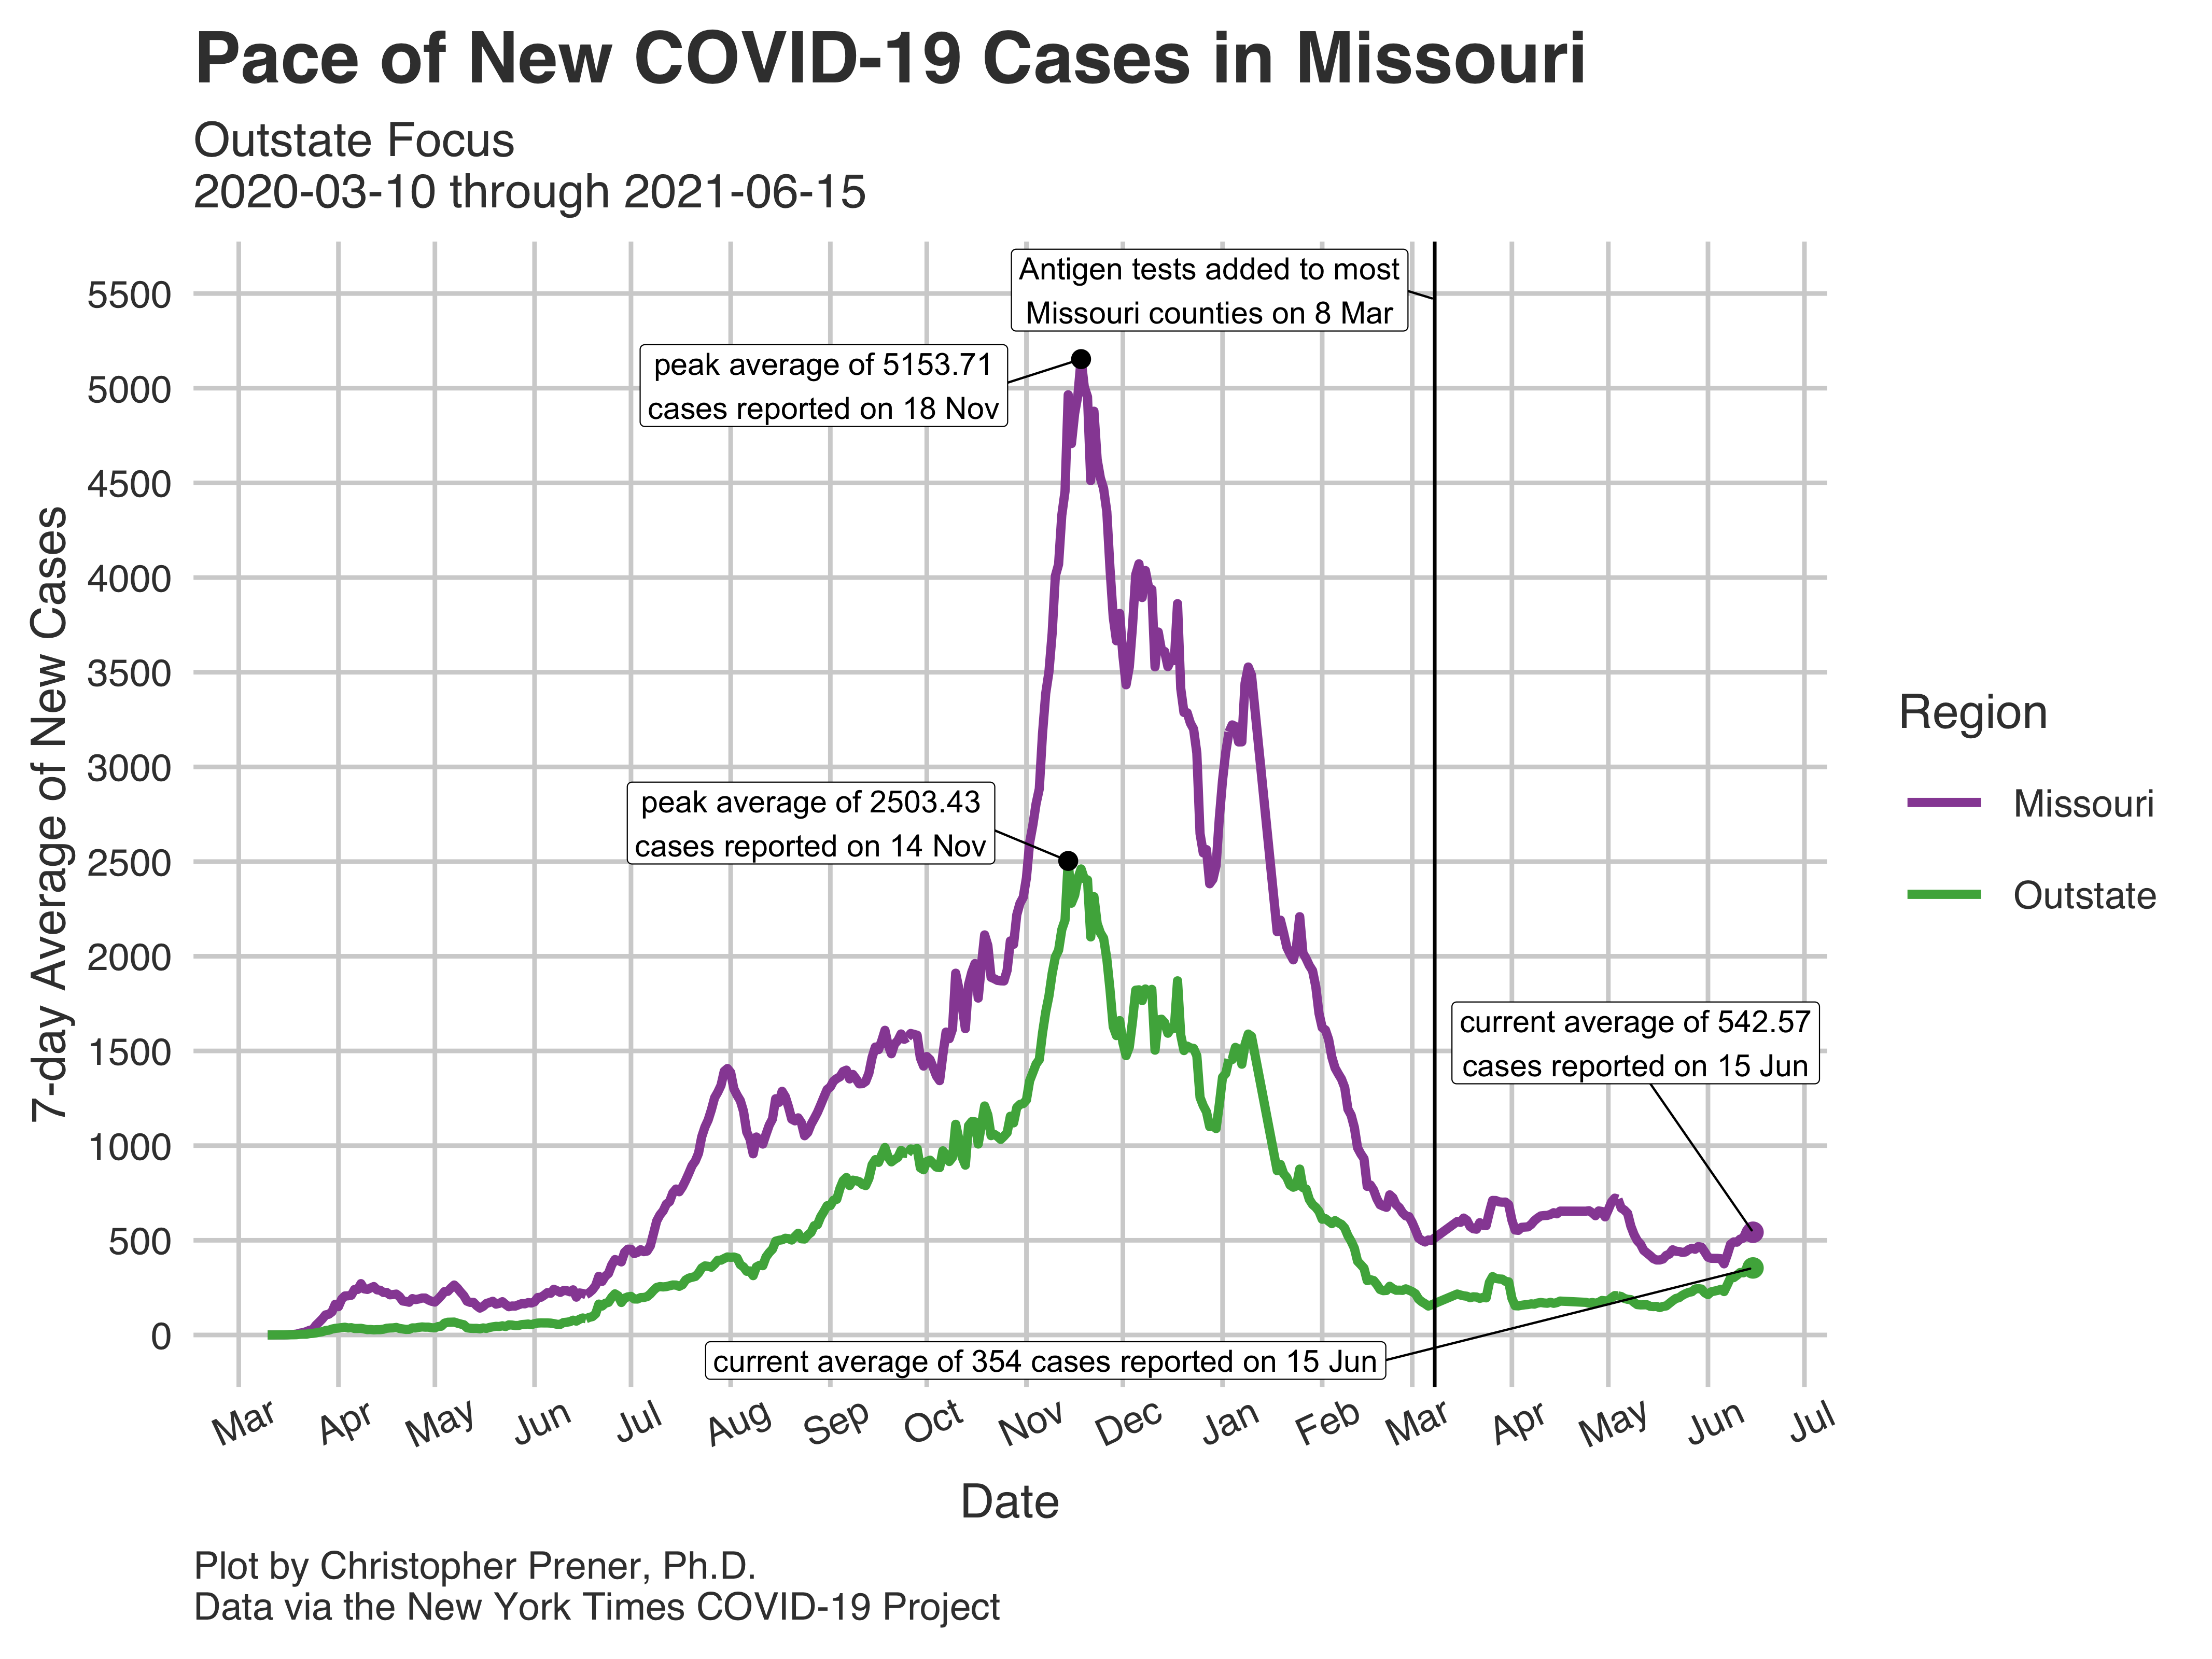 Pace of New COVID-19 Cases in Missouri
Outstate Focus
2020-03-10 through 2021-06-15
7-day Average of New Cases
5500
5000
4500
4000
3500
3000
2500
2000
1500
1000
500
0
Antigen tests added to most
Missouri counties on 8 Mar
peak average of 5153.71
cases reported on 18 Nov
peak average of 2503.43
cases reported on 14 Nov
current average of 542.57
cases reported on 15 Jun
current average of 354 cases reported on 15 Jun
Mar Apr May Jun Jul Aug Sep Oct Nov Dec Jan Feb Mar Apr May Jun Jul
Date
Region
Missouri
Outstate
Plot by Christopher Prener, Ph.D.
Data via the New York Times COVID-19 Project